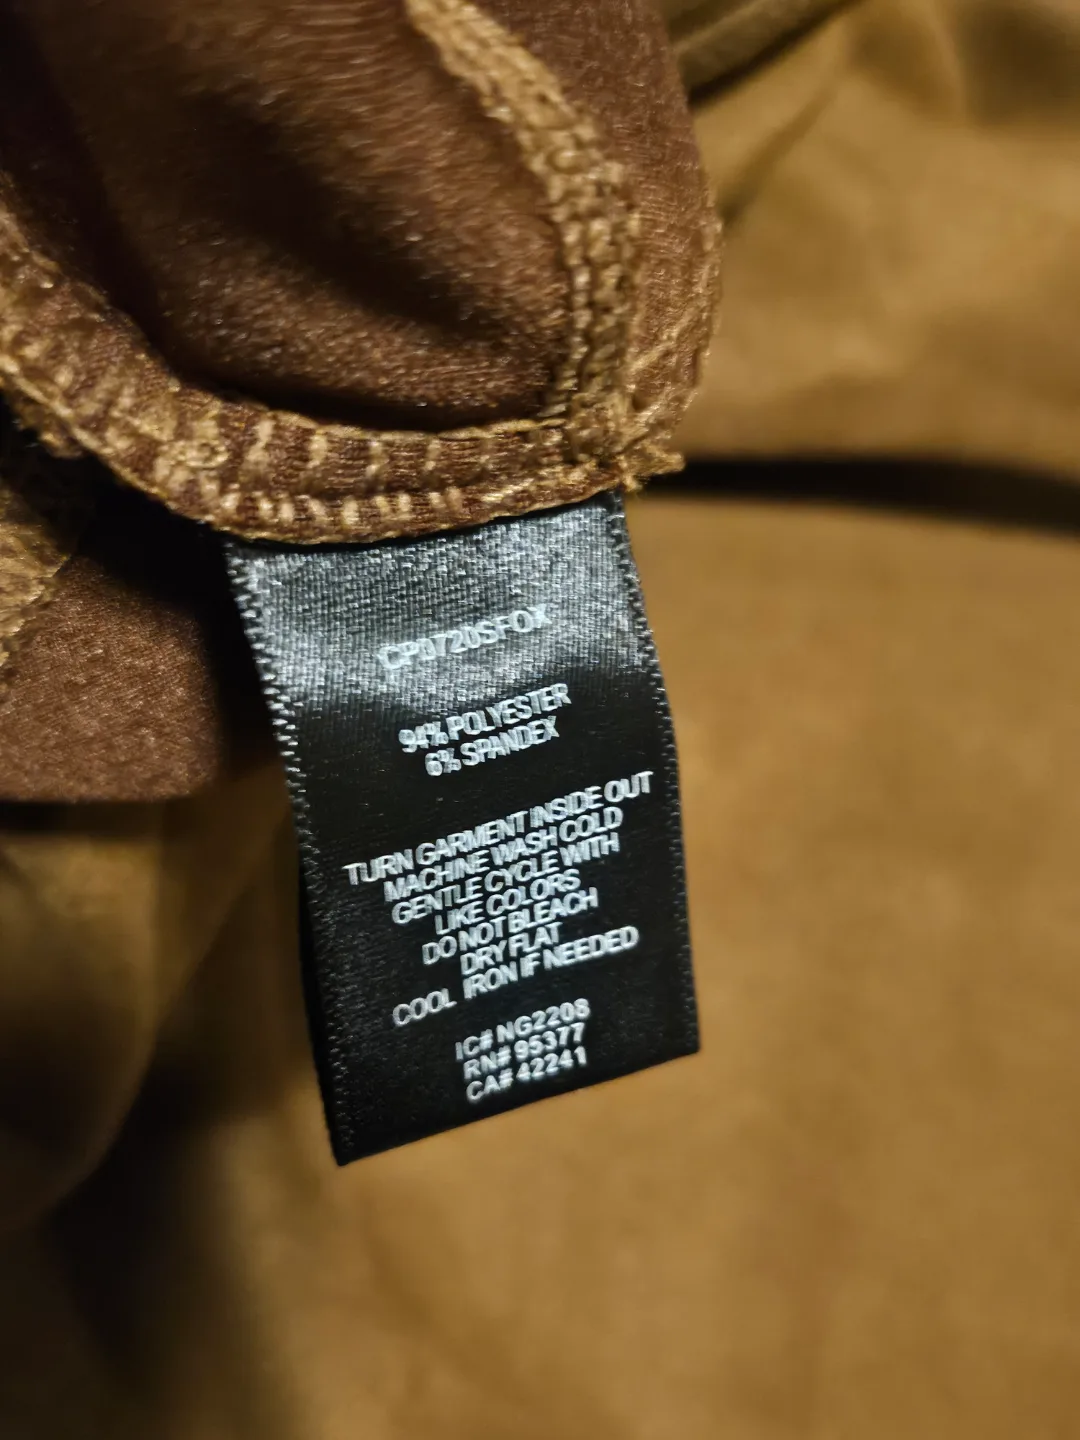 CP0720SFOX
94% POLYESTER
6% SPANDEX
TURN GARMENT INSIDE OUT
MACHINE WASH COLD
GENTLE CYCLE WITH
LIKE COLORS
DO NOT BLEACH
DRY FLAT
COOL IRON IF NEEDED
IC# NG2208
RN# 95377
CA# 42241